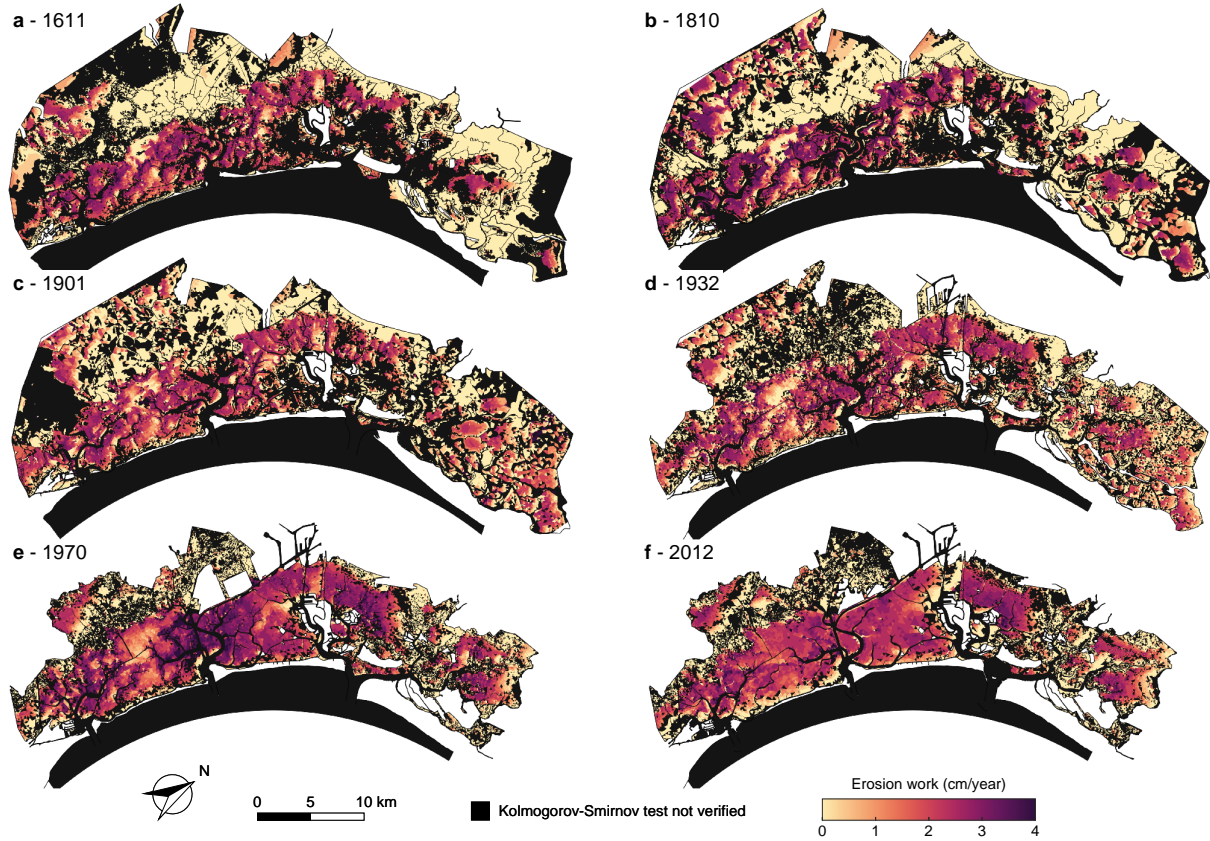 a - 1611
b - 1810
c - 1901
d - 1932
e - 1970
f - 2012
N
0 5 10 km
Kolmogorov-Smirnov test not verified
Erosion work (cm/year)
0 1 2 3 4